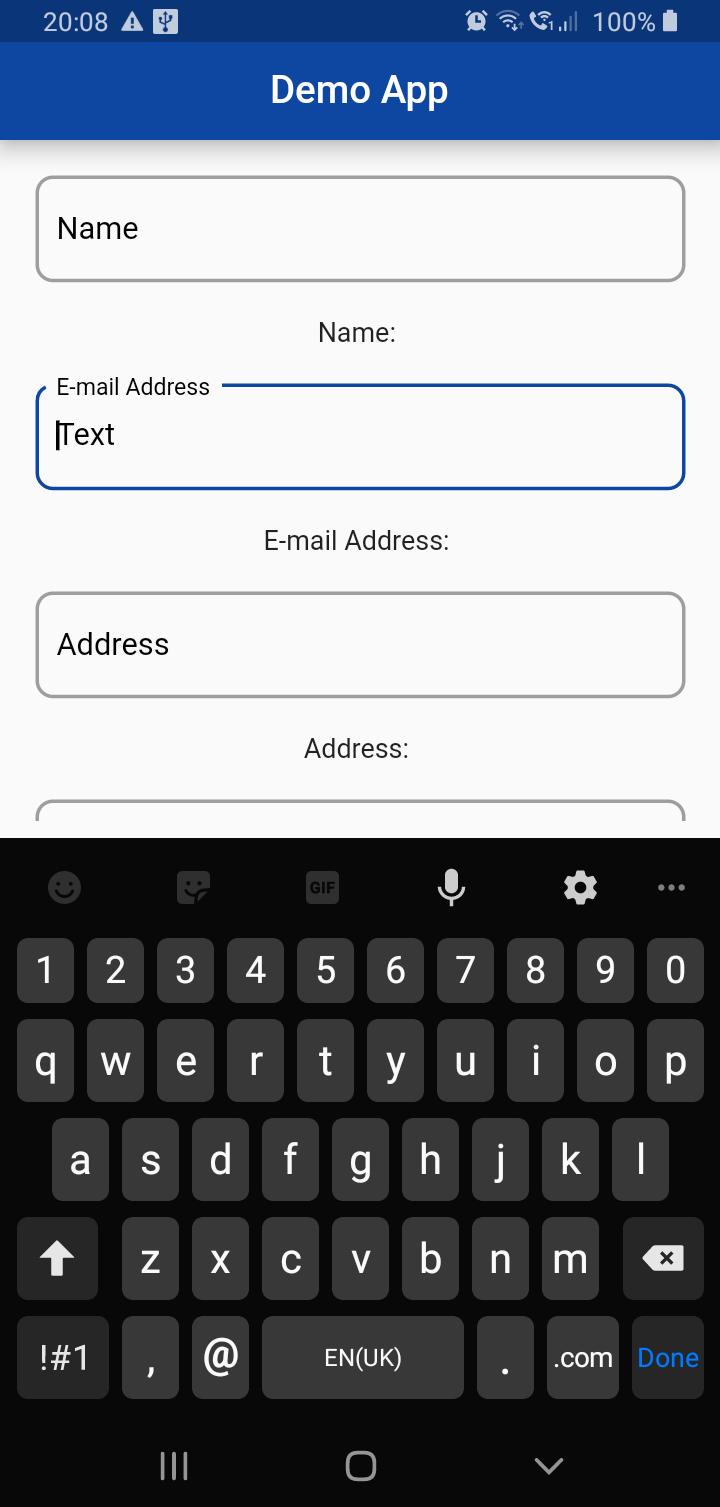 20:08 1 100%
Demo App
Name
Name:
E-mail Address
Text
E-mail Address:
Address
Address:
GIF ...
1 2 3 4 5 6 7 8 9 0
q w e r t y u i o p
a s d f g h j k l
z x c v b n m
!#1 , @ EN(UK) . .com Done